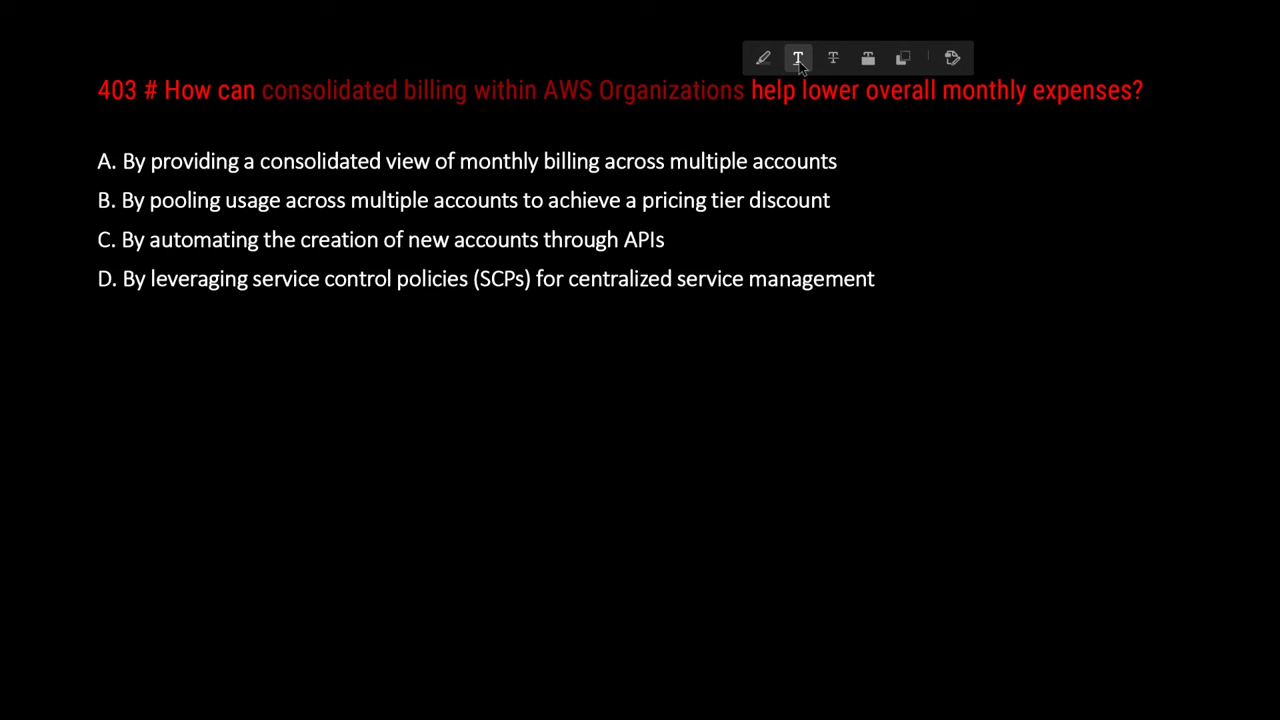 403 # How can consolidated billing within AWS Organizations help lower overall monthly expenses?
A. By providing a consolidated view of monthly billing across multiple accounts
B. By pooling usage across multiple accounts to achieve a pricing tier discount
C. By automating the creation of new accounts through APIs
D. By leveraging service control policies (SCPs) for centralized service management